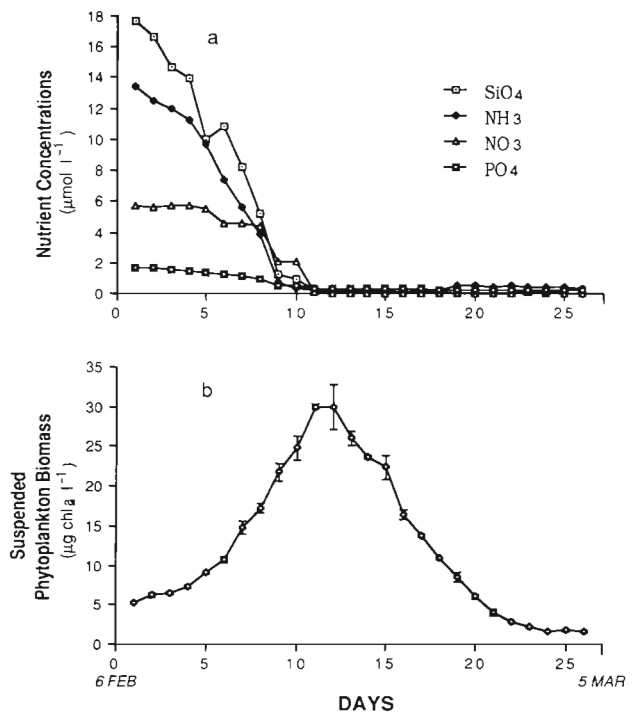 a
18
16
14
12
10
8
6
4
2
0
Nutrient Concentrations
(µmol l⁻¹)
SiO4
NH3
NO3
PO4
0 5 10 15 20 25
b
35
30
25
20
15
10
5
0
Suspended
Phytoplankton Biomass
(µg chl a l⁻¹)
0 5 10 15 20 25
6 FEB 5 MAR
DAYS